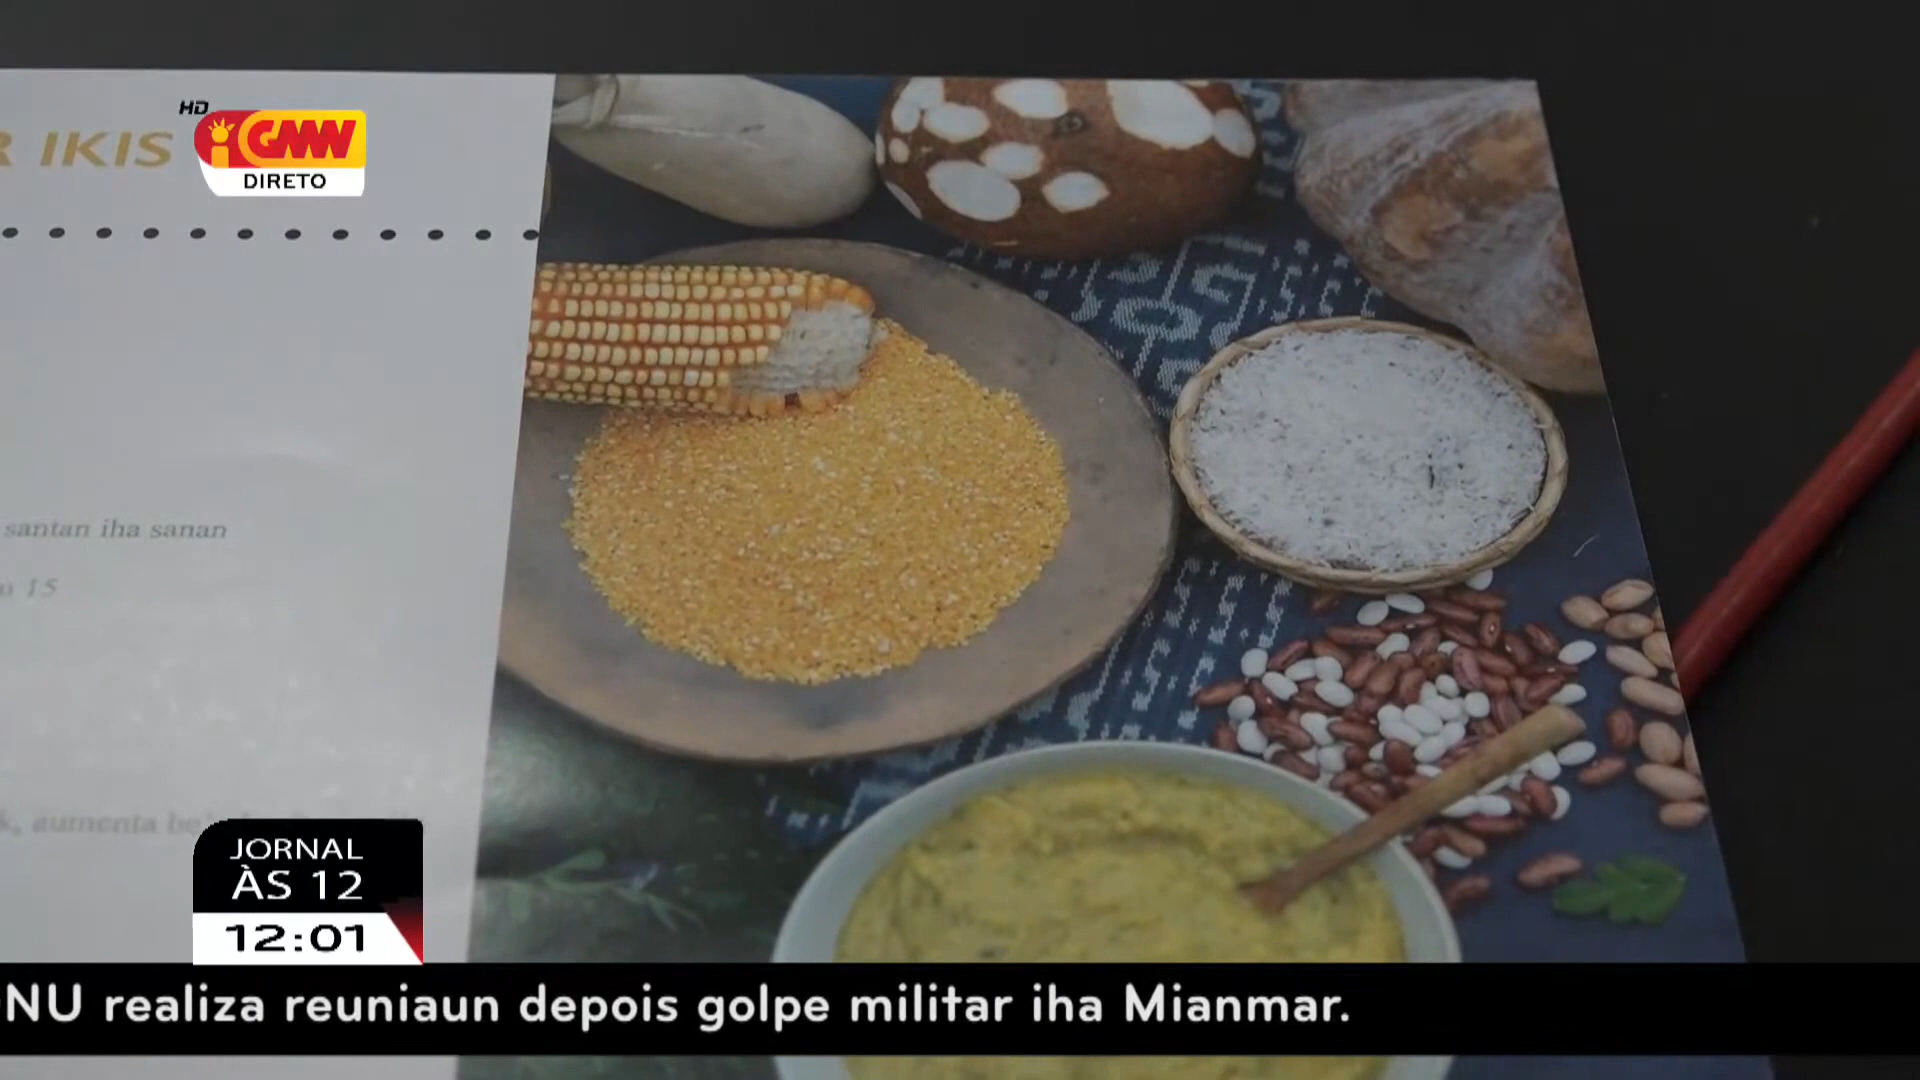 HD
R IKIS
GMN
DIRETO
santan iha sanan
15
aumenta
JORNAL
ÀS 12
12:01
NU realiza reuniaun depois golpe militar iha Mianmar.